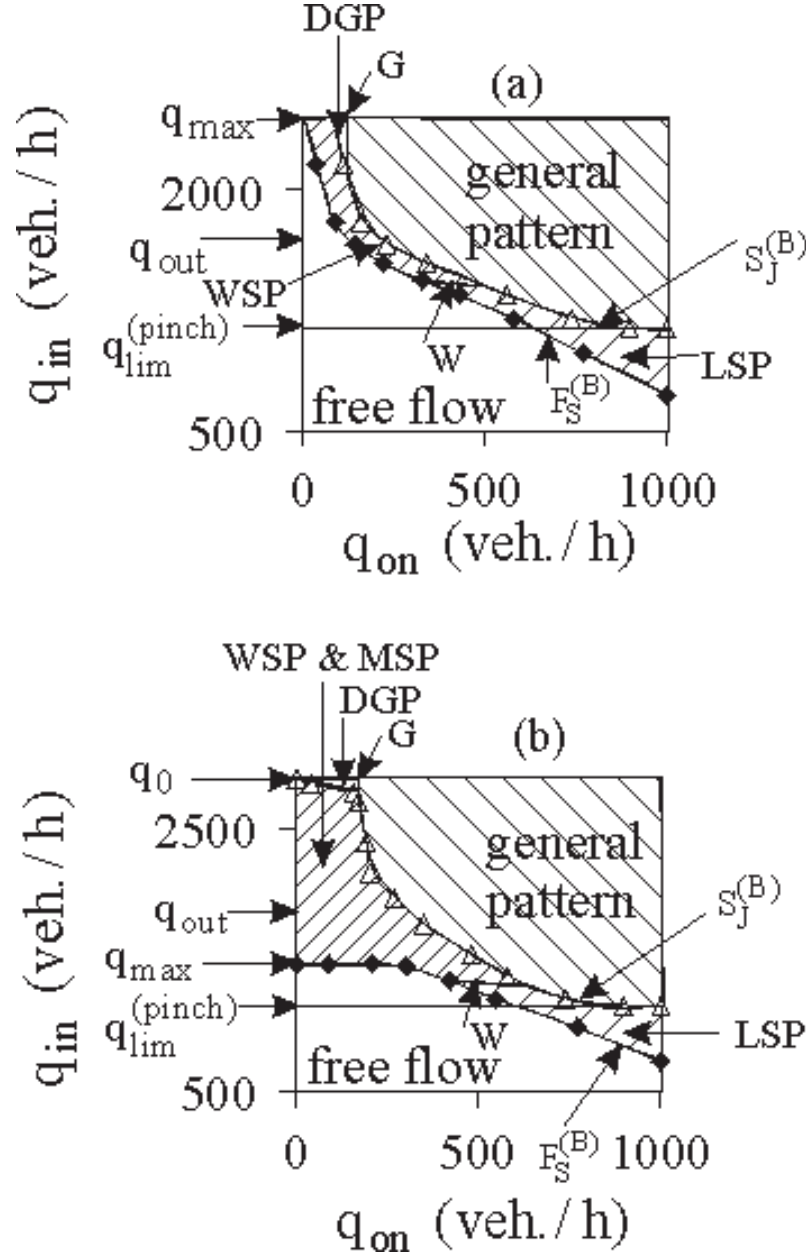 DGP
G
(a)
q_max
2000
general
pattern
q_out
WSP
S_J^(B)
q_lim^(pinch)
W
LSP
F_S^(B)
free flow
500
0 500 1000
q_on (veh./h)
q_in (veh./h)
WSP & MSP
DGP
G
(b)
q_0
2500
general
pattern
q_out
S_J^(B)
q_max
q_lim^(pinch)
W
LSP
free flow
500
F_S^(B)
0 500 1000
q_on (veh./h)
q_in (veh./h)